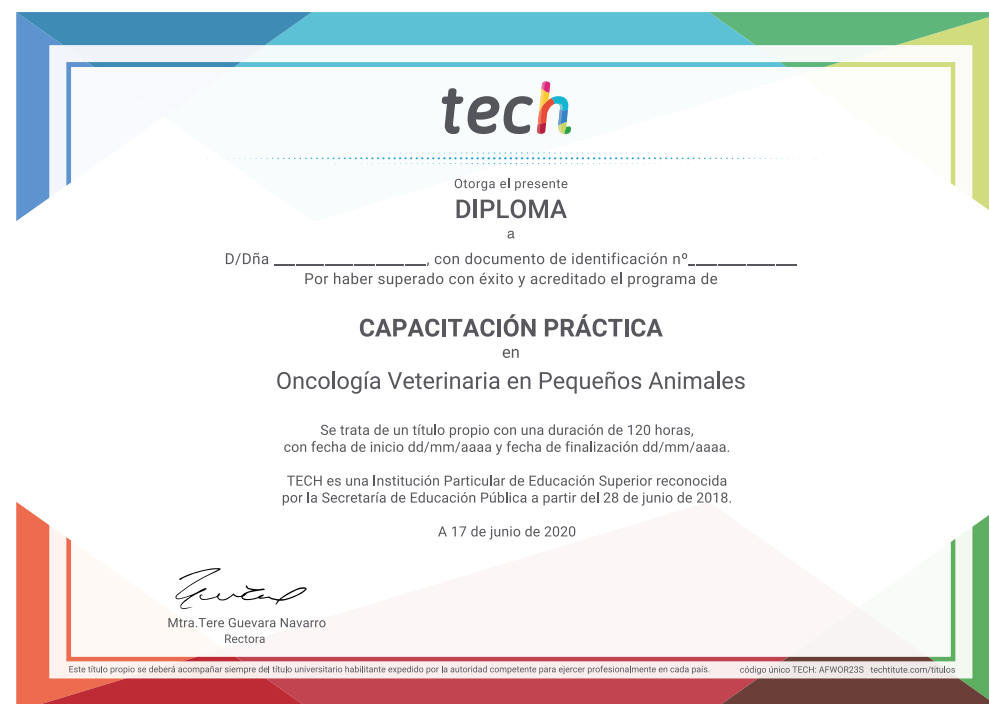 tech
Otorga el presente
DIPLOMA
a
D/Dña ____________________, con documento de identificación nº______________
Por haber superado con éxito y acreditado el programa de
CAPACITACIÓN PRÁCTICA
en
Oncología Veterinaria en Pequeños Animales
Se trata de un título propio con una duración de 120 horas,
con fecha de inicio dd/mm/aaaa y fecha de finalización dd/mm/aaaa.
TECH es una Institución Particular de Educación Superior reconocida
por la Secretaría de Educación Pública a partir del 28 de junio de 2018.
A 17 de junio de 2020
Mtra.Tere Guevara Navarro
Rectora
Este título propio se deberá acompañar siempre del título universitario habilitante expedido por la autoridad competente para ejercer profesionalmente en cada país. código único TECH: AFWOR23S techtitute.com/titulos